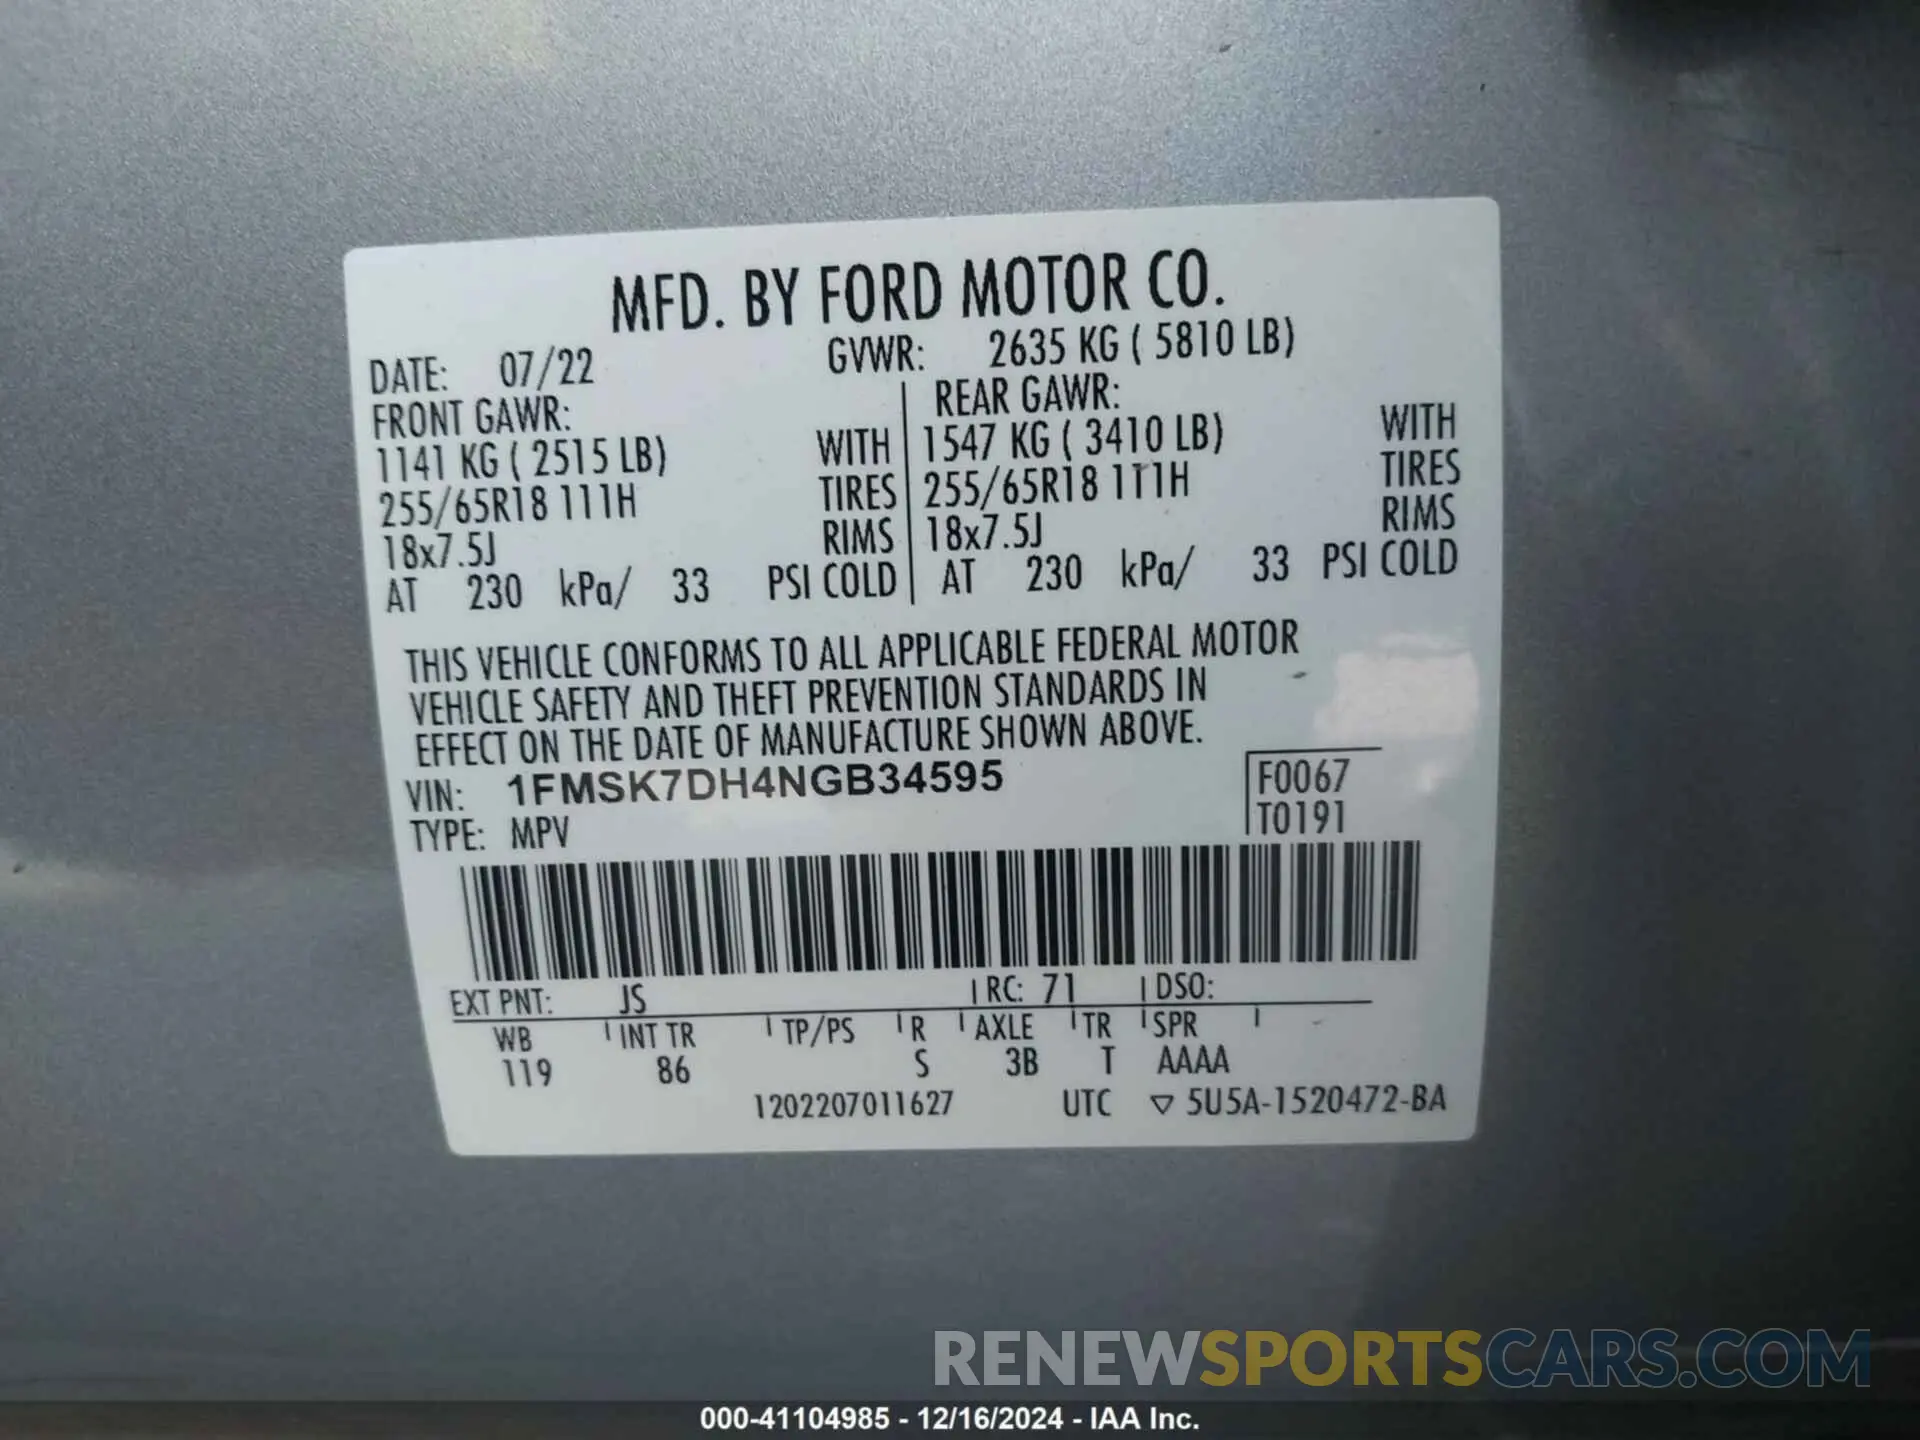 MFD. BY FORD MOTOR CO.
DATE: 07/22 GVWR: 2635 KG ( 5810 LB)
FRONT GAWR: REAR GAWR:
1141 KG ( 2515 LB) WITH 1547 KG ( 3410 LB) WITH
255/65R18 111H TIRES 255/65R18 111H TIRES
18x7.5J RIMS 18x7.5J RIMS
AT 230 kPa/ 33 PSI COLD AT 230 kPa/ 33 PSI COLD
THIS VEHICLE CONFORMS TO ALL APPLICABLE FEDERAL MOTOR
VEHICLE SAFETY AND THEFT PREVENTION STANDARDS IN
EFFECT ON THE DATE OF MANUFACTURE SHOWN ABOVE.
VIN: 1FMSK7DH4NGB34595 F0067
TYPE: MPV T0191
EXT PNT: JS RC: 71 DSO:
WB INT TR TP/PS R AXLE TR SPR
119 86 S 3B T AAAA
1202207011627 UTC ▽ 5U5A-1520472-BA
RENEWSPORTSCARS.COM
000-41104985 - 12/16/2024 - IAA Inc.